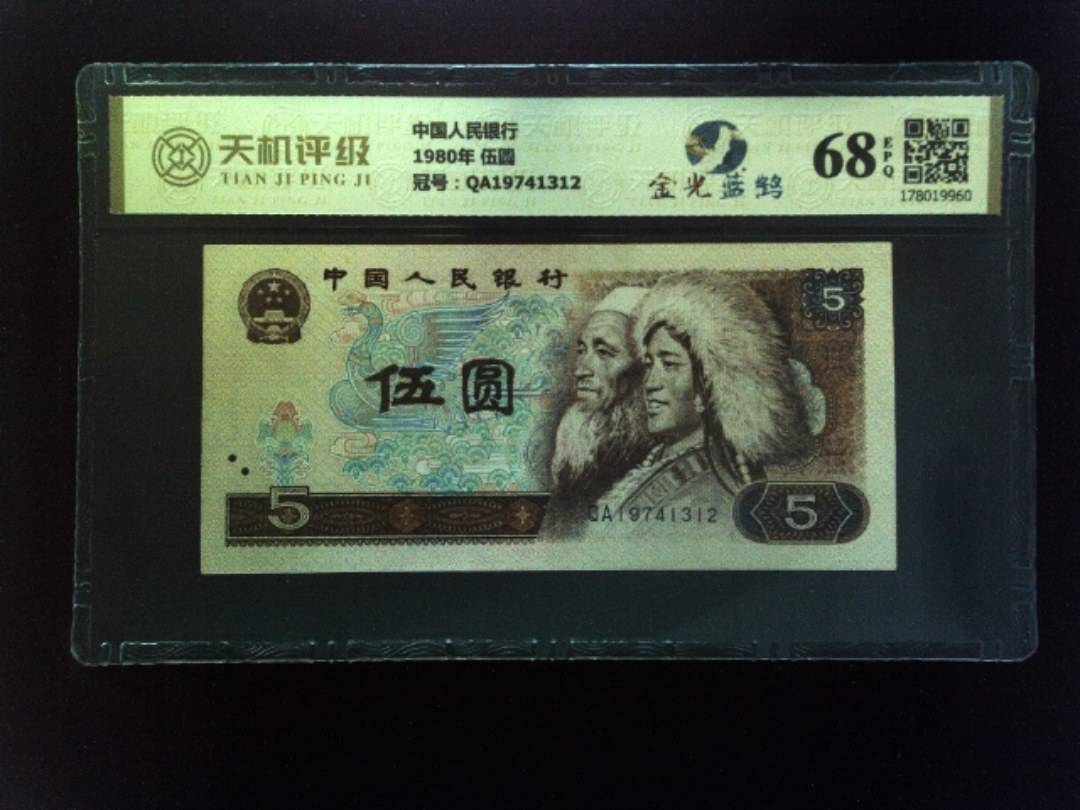 天机评级
TIAN JI PING JI
中国人民银行
1980年 伍圆
冠号：QA19741312
金光蓝鹤
68
EPQ
178019960
中国人民银行
5
伍圆
5
QA19741312
5